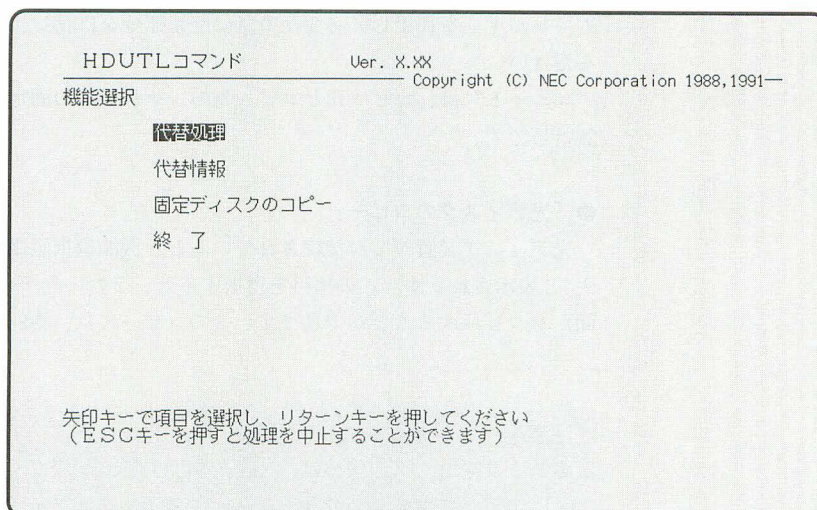 HDUTLコマンド Ver. X.XX
Copyright (C) NEC Corporation 1988,1991
機能選択
代替処理
代替情報
固定ディスクのコピー
終 了
矢印キーで項目を選択し、リターンキーを押してください
(ESCキーを押すと処理を中止することができます)